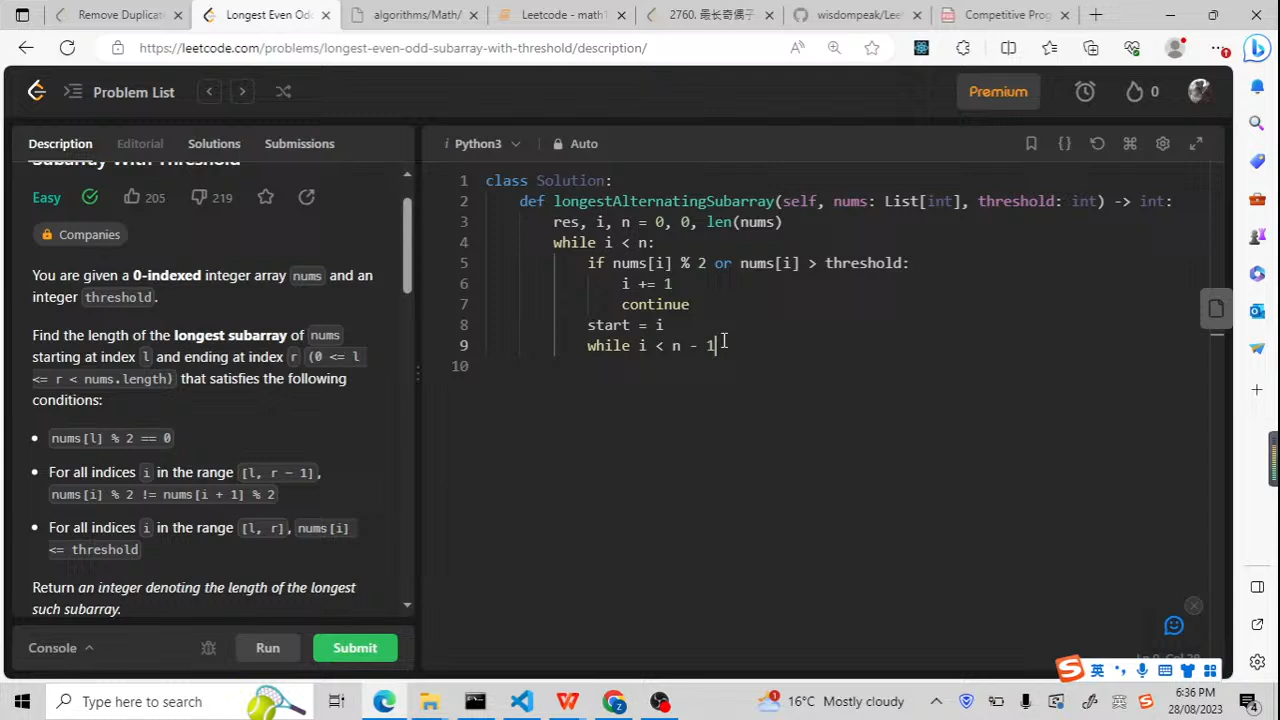 Remove Duplicat
Longest Even Od
algorithms/Math/
Leetcode - math1
2760. 最长奇偶子
wisdompeak/Lee
Competitive Prog
https://leetcode.com/problems/longest-even-odd-subarray-with-threshold/description/
Problem List
Premium
0
Description
Editorial
Solutions
Submissions
Python3
Auto
Subarray With Threshold
Easy
205
219
Companies
You are given a 0-indexed integer array nums and an
integer threshold.
Find the length of the longest subarray of nums
starting at index l and ending at index r (0 <= l
<= r < nums.length) that satisfies the following
conditions:
nums[l] % 2 == 0
For all indices i in the range [l, r - 1],
nums[i] % 2 != nums[i + 1] % 2
For all indices i in the range [l, r], nums[i]
<= threshold
Return an integer denoting the length of the longest
such subarray.
1 class Solution:
2 def longestAlternatingSubarray(self, nums: List[int], threshold: int) -> int:
3 res, i, n = 0, 0, len(nums)
4 while i < n:
5 if nums[i] % 2 or nums[i] > threshold:
6 i += 1
7 continue
8 start = i
9 while i < n - 1
10
Console
Run
Submit
英
Type here to search
16°C Mostly cloudy
6:36 PM
28/08/2023
4